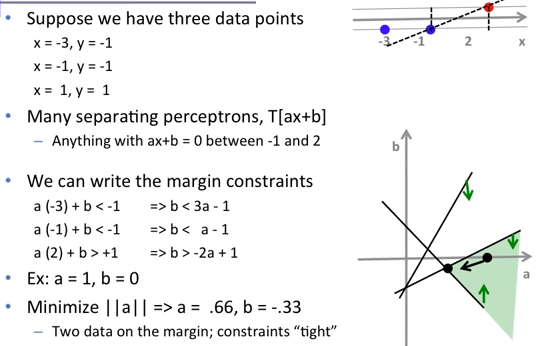 • Suppose we have three data points
x = -3, y = -1
x = -1, y = -1
x = 1, y = 1
• Many separating perceptrons, T[ax+b]
– Anything with ax+b = 0 between -1 and 2
• We can write the margin constraints
a (-3) + b < -1 => b < 3a - 1
a (-1) + b < -1 => b < a - 1
a (2) + b > +1 => b > -2a + 1
• Ex: a = 1, b = 0
• Minimize ||a|| => a = .66, b = -.33
– Two data on the margin; constraints “tight”
-3 -1 2 x
b
a